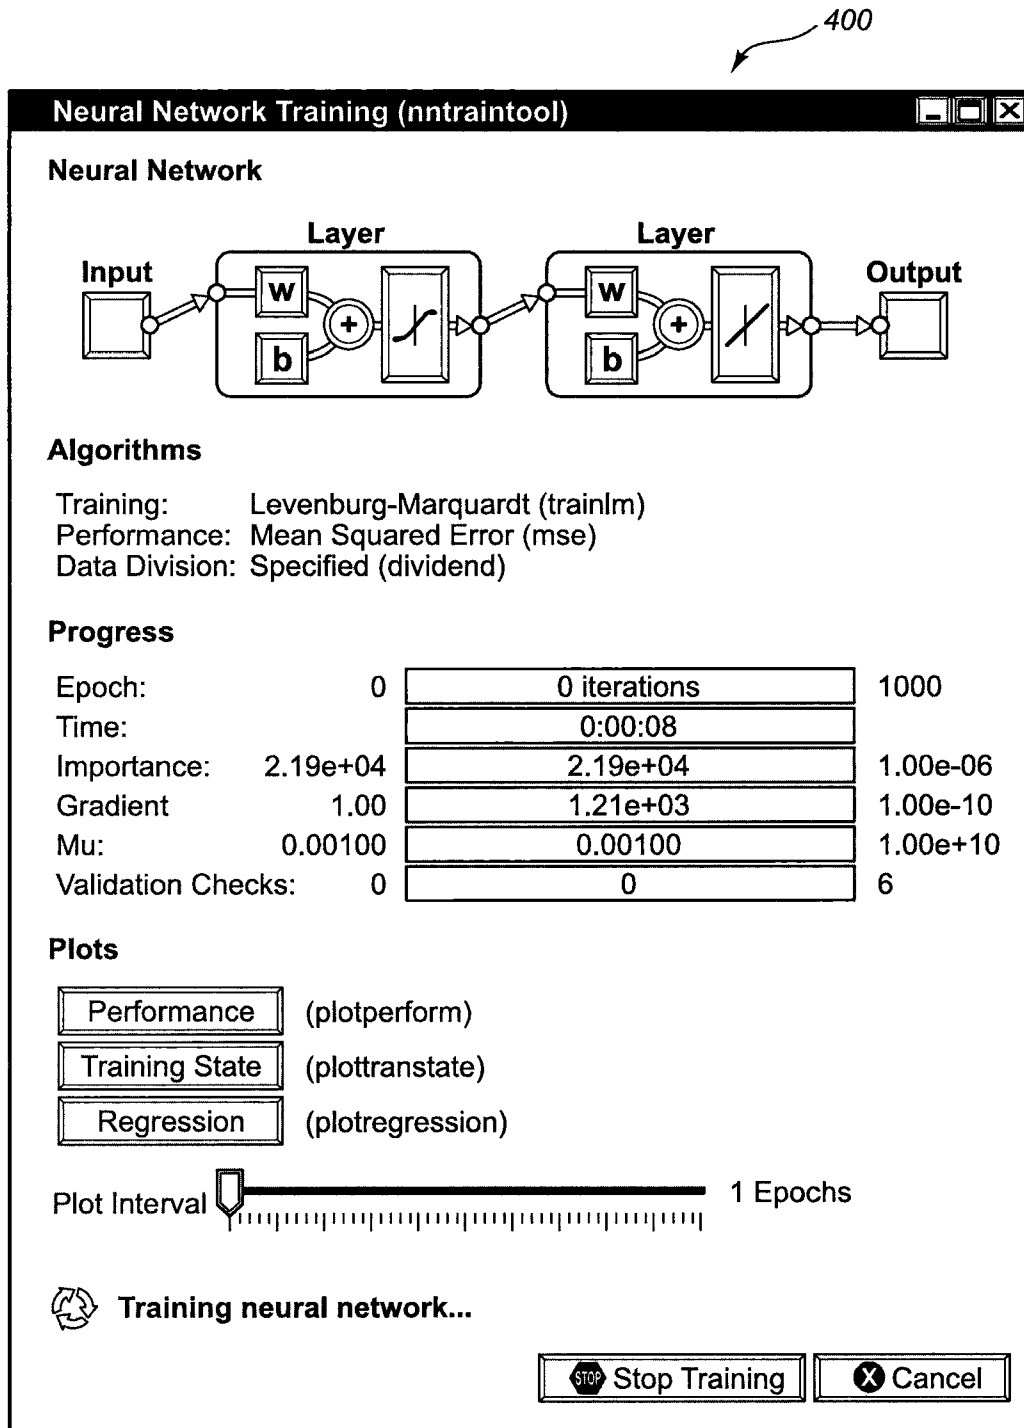 400
Neural Network Training (nntraintool)
Neural Network
Layer Layer
Input Output
w w
+ +
b b
Algorithms
Training: Levenburg-Marquardt (trainlm)
Performance: Mean Squared Error (mse)
Data Division: Specified (dividend)
Progress
Epoch: 0 0 iterations 1000
Time: 0:00:08
Importance: 2.19e+04 2.19e+04 1.00e-06
Gradient 1.00 1.21e+03 1.00e-10
Mu: 0.00100 0.00100 1.00e+10
Validation Checks: 0 0 6
Plots
Performance (plotperform)
Training State (plottranstate)
Regression (plotregression)
Plot Interval 1 Epochs
Training neural network...
STOP Stop Training X Cancel